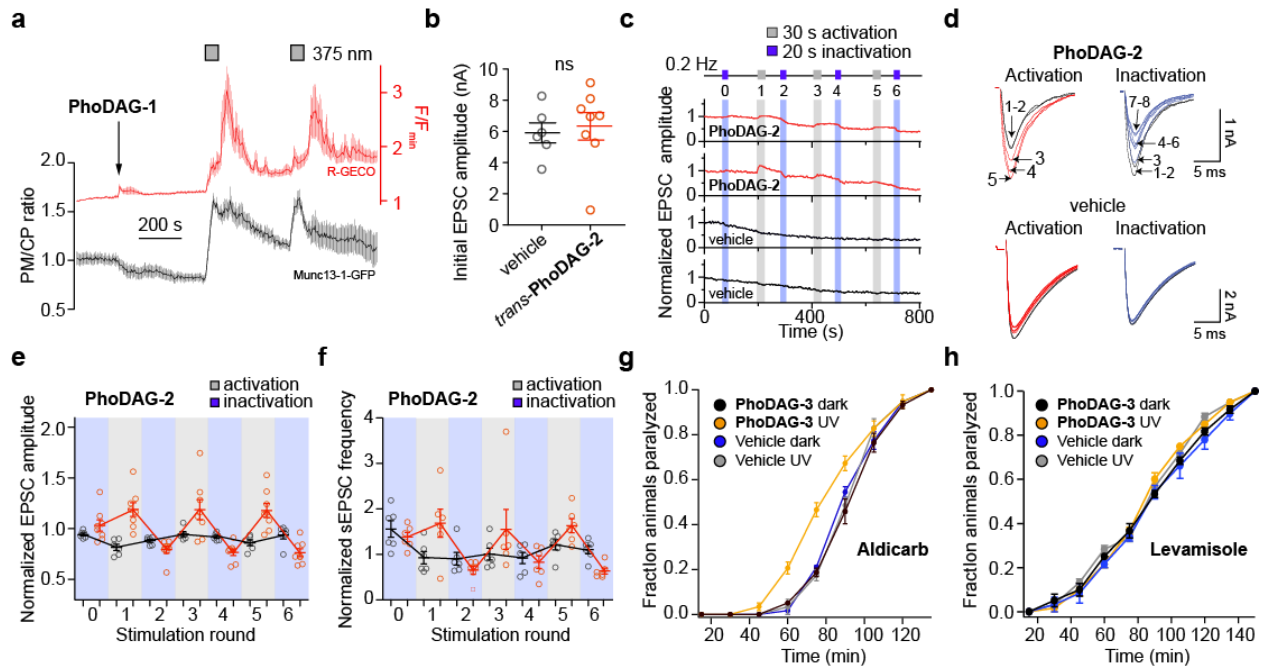 a
375 nm
PhoDAG-1
3
2
1
F/Fmin
R-GECO
2.0
1.5
1.0
0.5
PM/CP ratio
200 s
Munc13-1-GFP
b
ns
10
9
8
7
6
5
4
3
2
1
0
Initial EPSC amplitude (nA)
vehicle
trans-PhoDAG-2
c
30 s activation
20 s inactivation
0.2 Hz
0 1 2 3 4 5 6
1
PhoDAG-2
1
PhoDAG-2
1
vehicle
1
vehicle
Normalized EPSC amplitude
0 400 800
Time (s)
d
PhoDAG-2
Activation Inactivation
1-2
3
4
5
7-8
4-6
3
1-2
1 nA
5 ms
vehicle
Activation Inactivation
2 nA
5 ms
e
PhoDAG-2
activation
inactivation
2.0
1.5
1.0
0.5
Normalized EPSC amplitude
0 1 2 3 4 5 6
Stimulation round
f
PhoDAG-2
activation
inactivation
4
3
2
1
0
Normalized sEPSC frequency
0 1 2 3 4 5 6
Stimulation round
g
PhoDAG-3 dark
PhoDAG-3 UV
Vehicle dark
Vehicle UV
1.0
0.8
0.6
0.4
0.2
0.0
Fraction animals paralyzed
Aldicarb
20 40 60 80 100 120
Time (min)
h
PhoDAG-3 dark
PhoDAG-3 UV
Vehicle dark
Vehicle UV
1.0
0.8
0.6
0.4
0.2
0.0
Fraction animals paralyzed
Levamisole
20 40 60 80 100 120 140
Time (min)